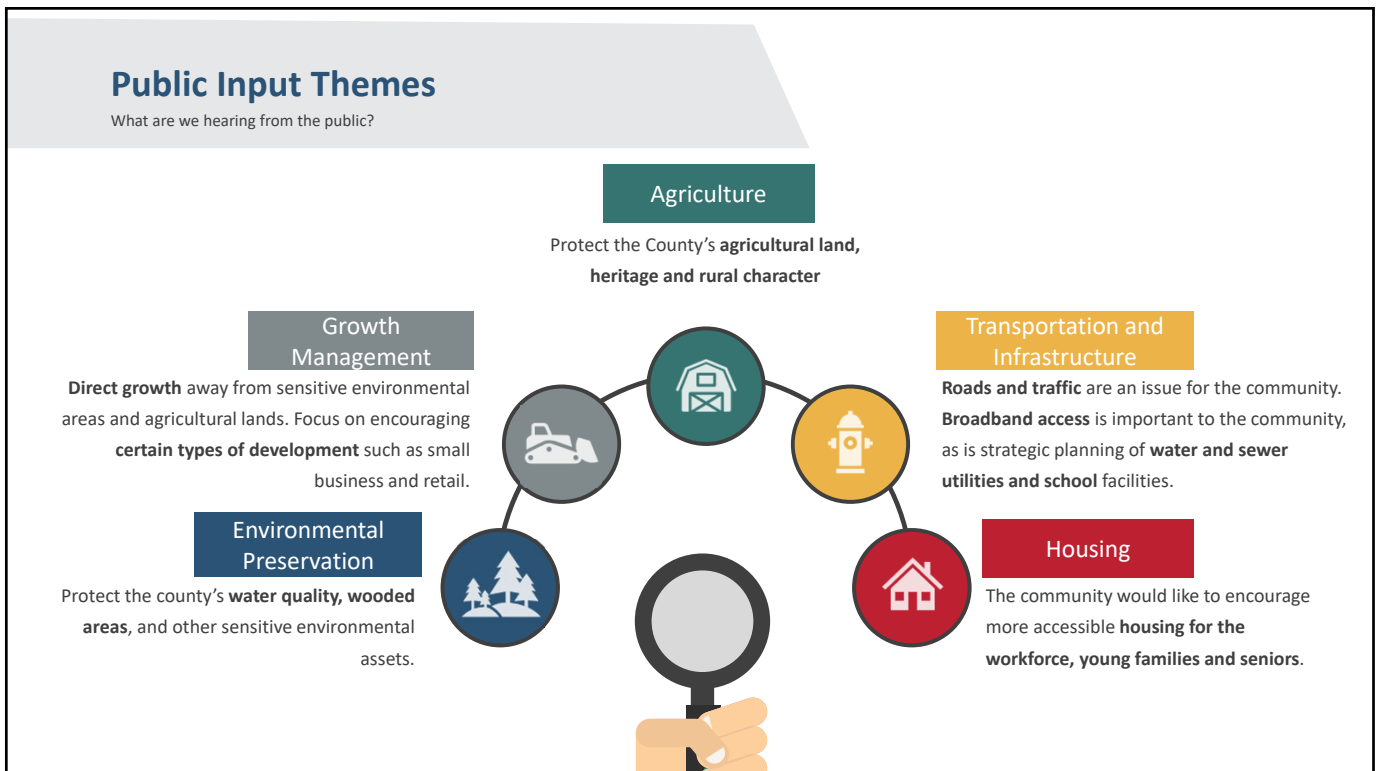 Public Input Themes
What are we hearing from the public?
Agriculture
Protect the County's agricultural land,
heritage and rural character
Growth
Management
Direct growth away from sensitive environmental
areas and agricultural lands. Focus on encouraging
certain types of development such as small
business and retail.
Transportation and
Infrastructure
Roads and traffic are an issue for the community.
Broadband access is important to the community,
as is strategic planning of water and sewer
utilities and school facilities.
Environmental
Preservation
Protect the county's water quality, wooded
areas, and other sensitive environmental
assets.
Housing
The community would like to encourage
more accessible housing for the
workforce, young families and seniors.